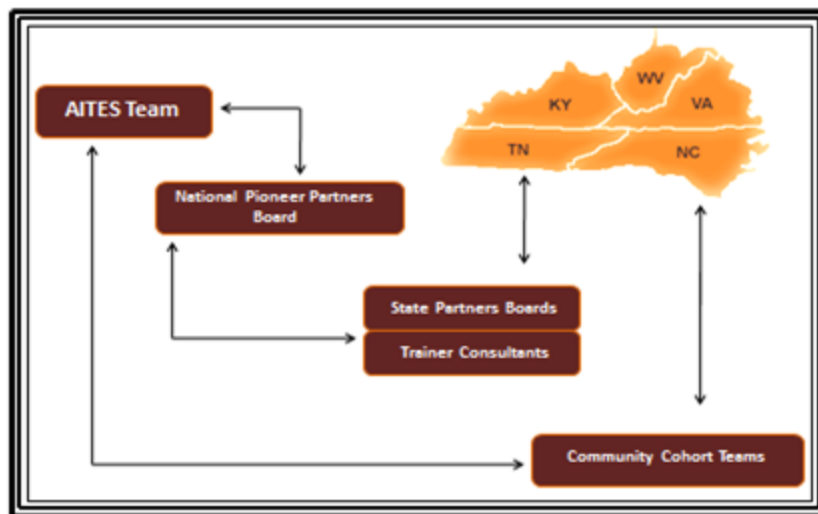 AITES Team
WV
KY
VA
TN
NC
National Pioneer Partners
Board
State Partners Boards
Trainer Consultants
Community Cohort Teams